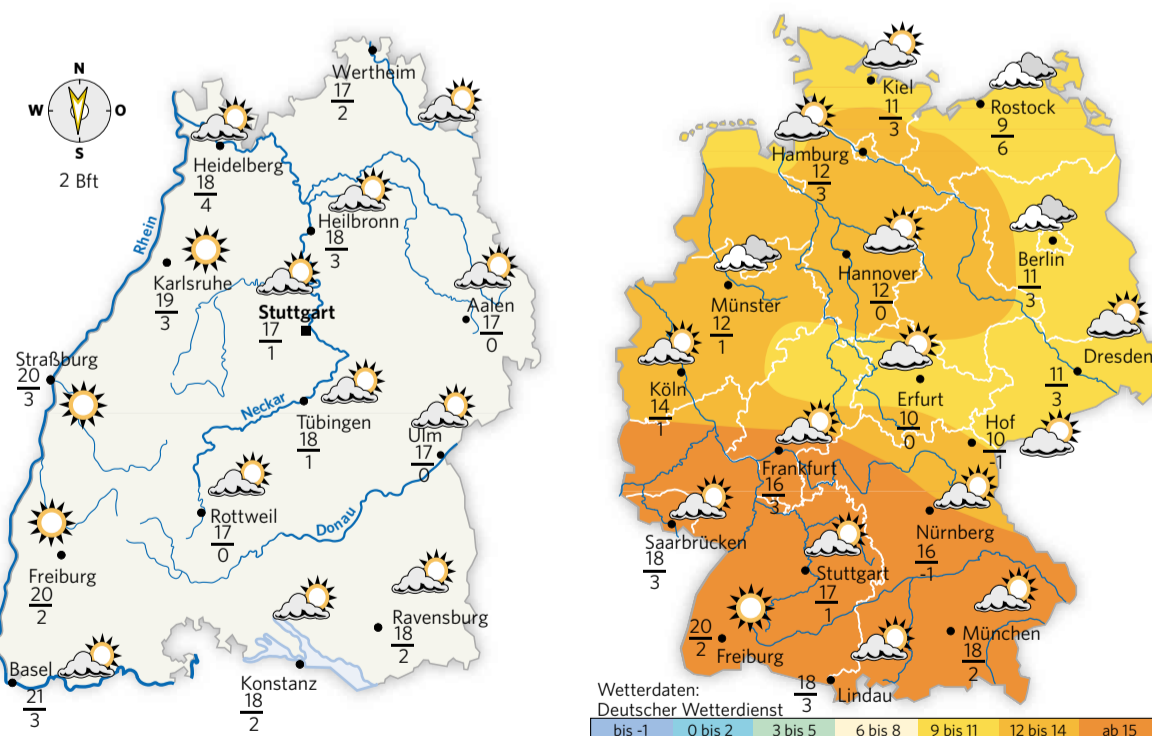 N
W O
S
2 Bft
Wertheim
17
2
Heidelberg
18
4
Rhein
Heilbronn
18
3
Karlsruhe
19
3
Stuttgart
17
1
Aalen
17
0
Straßburg
20
3
Neckar
Tübingen
18
1
Ulm
17
0
Rottweil
17
0
Donau
Freiburg
20
2
Ravensburg
18
2
Basel
21
3
Konstanz
18
2
Kiel
11
3
Rostock
9
6
Hamburg
12
3
Berlin
11
3
Hannover
12
0
Münster
12
1
Dresden
11
3
Köln
14
1
Erfurt
10
0
Hof
10
-1
Frankfurt
16
3
Saarbrücken
18
3
Nürnberg
16
-1
Stuttgart
17
1
20
2
Freiburg
München
18
2
18
3
Lindau
Wetterdaten:
Deutscher Wetterdienst
bis -1 0 bis 2 3 bis 5 6 bis 8 9 bis 11 12 bis 14 ab 15